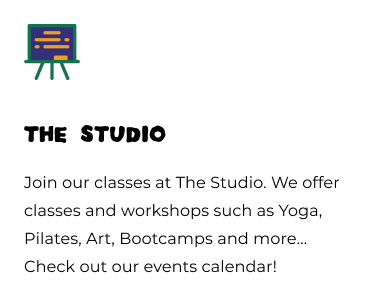 THE STUDIO
Join our classes at The Studio. We offer
classes and workshops such as Yoga,
Pilates, Art, Bootcamps and more...
Check out our events calendar!